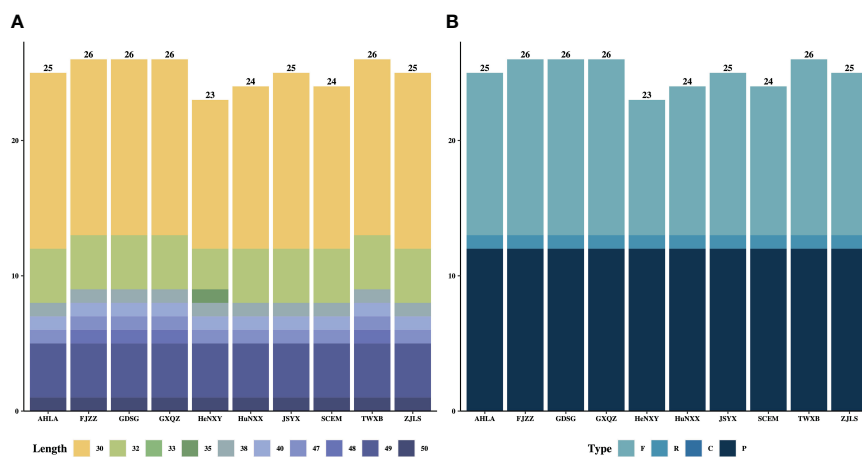 A
25 26 26 26 23 24 25 24 26 25
20
10
0
AHLA FJZZ GDSG GXQZ HeNXY HuNXX JSYX SCEM TWXB ZJLS
Length 30 32 33 35 38 40 47 48 49 50
B
25 26 26 26 23 24 25 24 26 25
20
10
0
AHLA FJZZ GDSG GXQZ HeNXY HuNXX JSYX SCEM TWXB ZJLS
Type F R C P